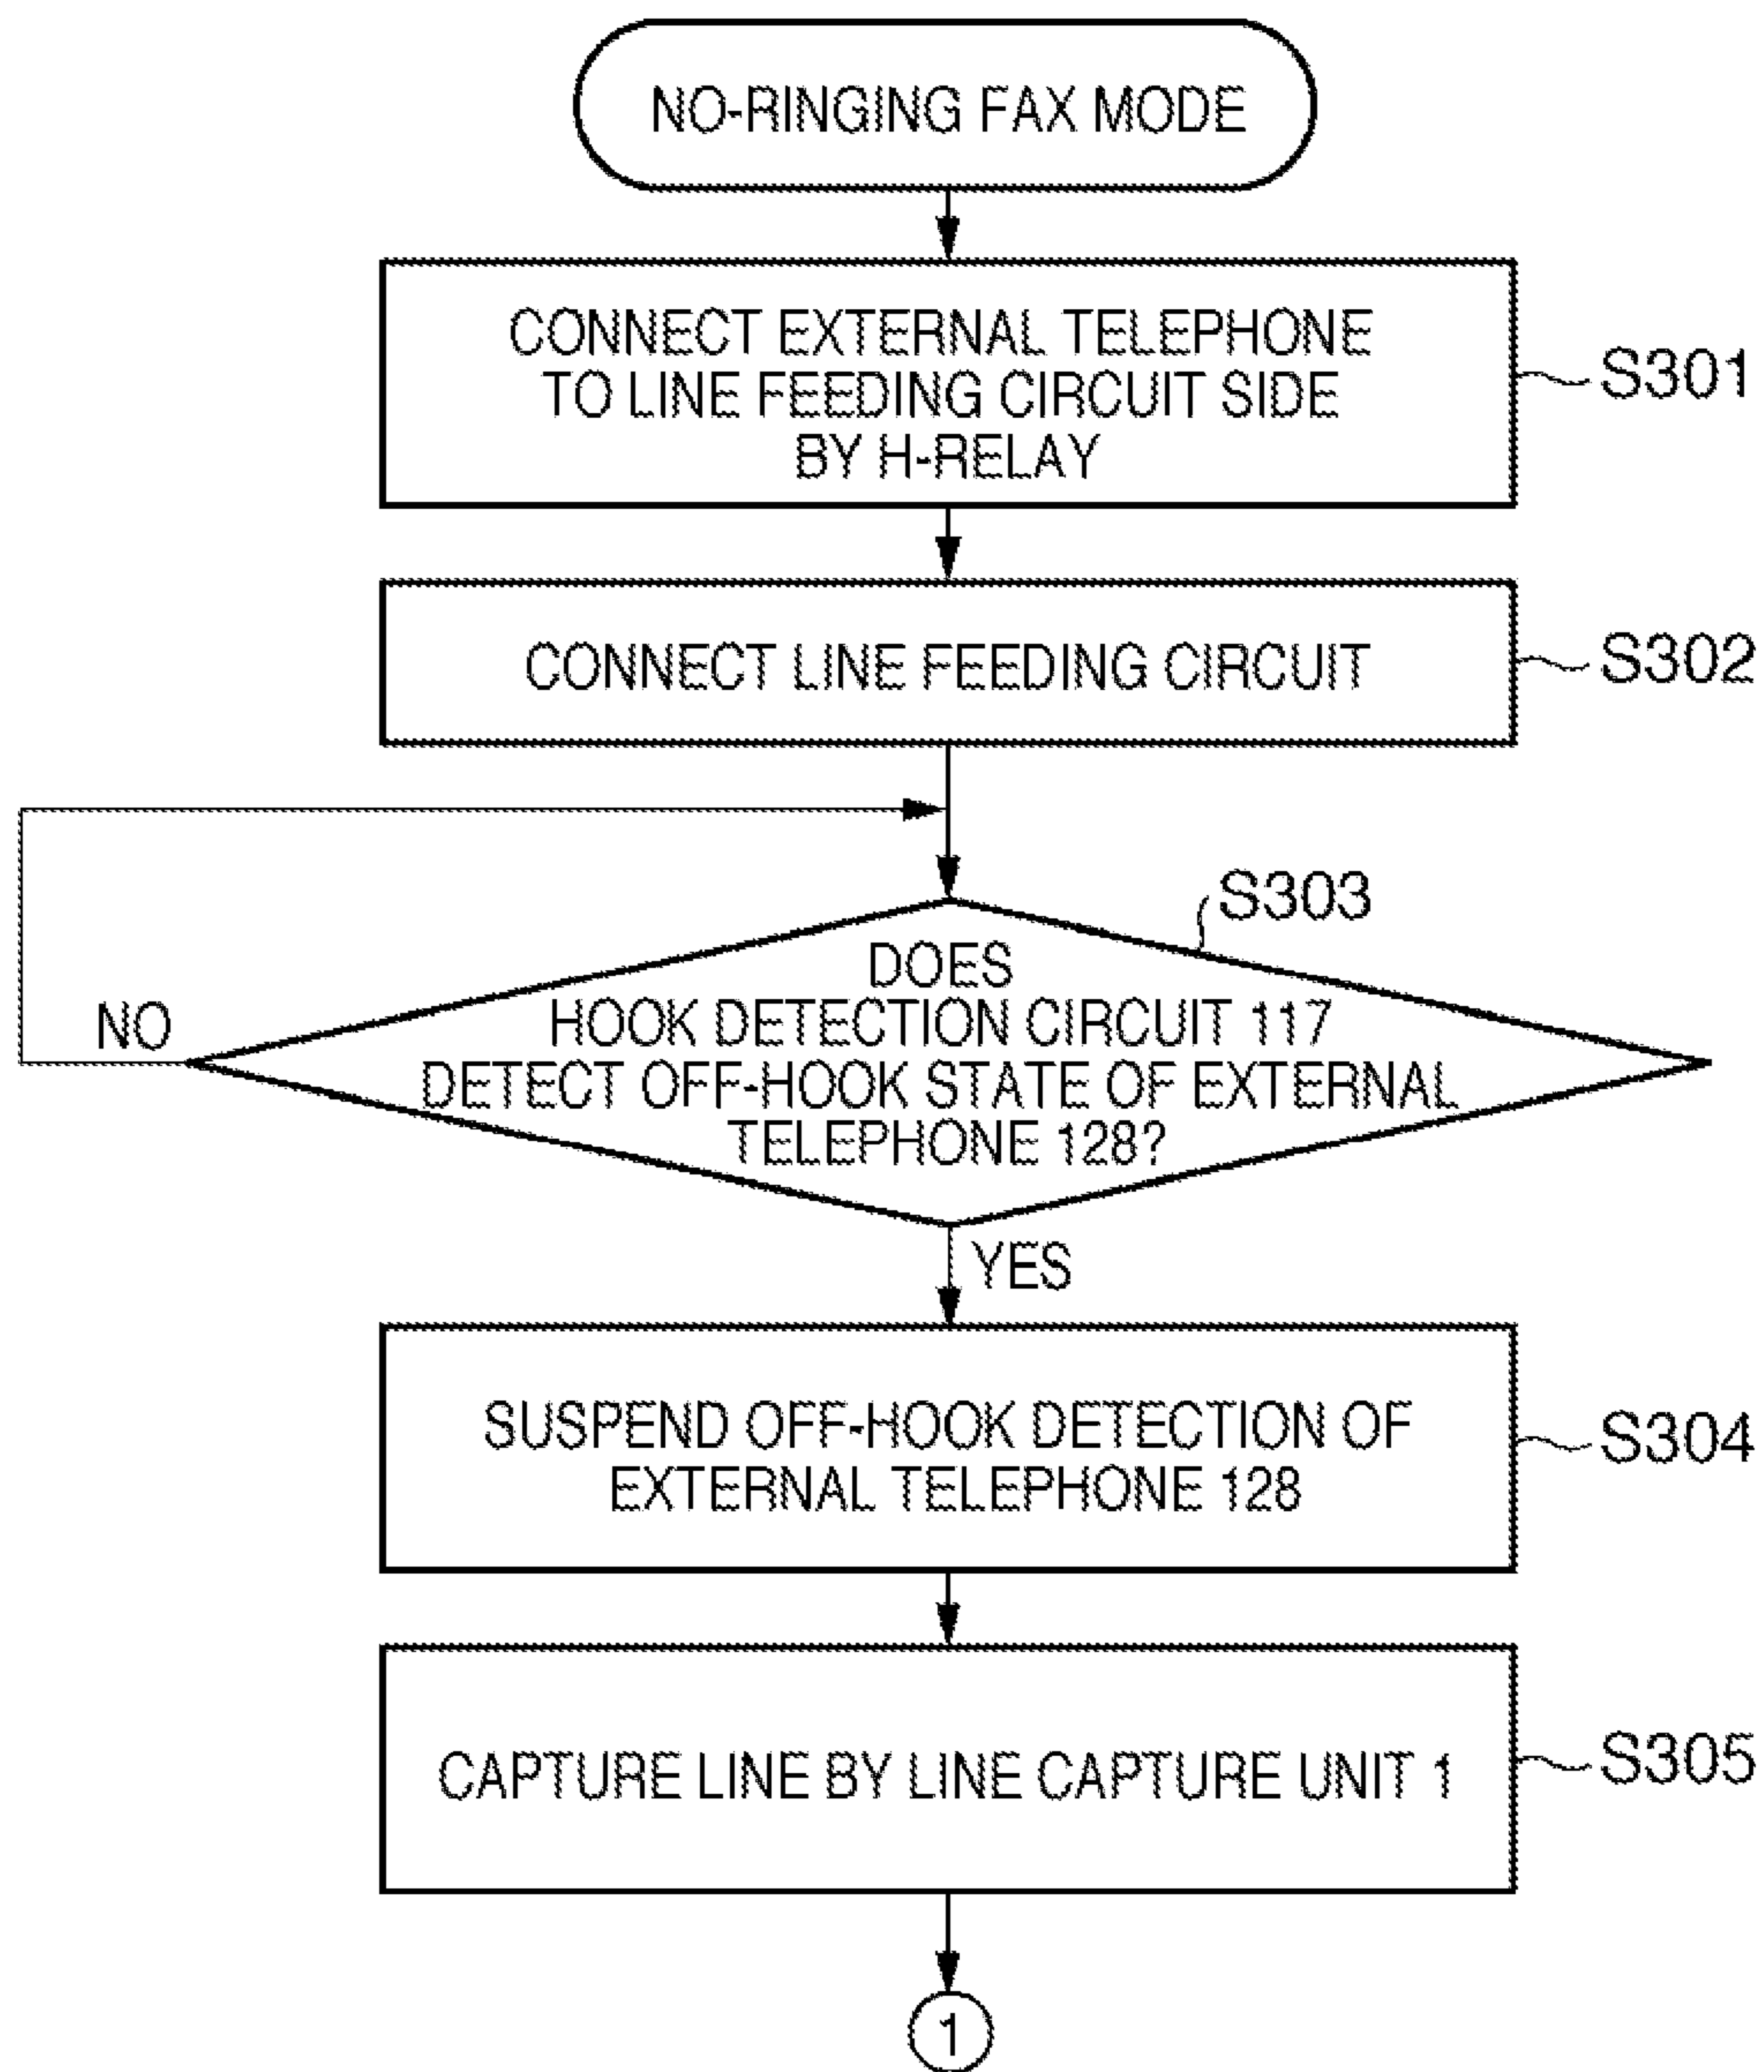 NO-RINGING FAX MODE
CONNECT EXTERNAL TELEPHONE
TO LINE FEEDING CIRCUIT SIDE
BY H-RELAY
S301
CONNECT LINE FEEDING CIRCUIT
S302
S303
DOES
HOOK DETECTION CIRCUIT 117
DETECT OFF-HOOK STATE OF EXTERNAL
TELEPHONE 128?
NO
YES
SUSPEND OFF-HOOK DETECTION OF
EXTERNAL TELEPHONE 128
S304
CAPTURE LINE BY LINE CAPTURE UNIT 1
S305
1